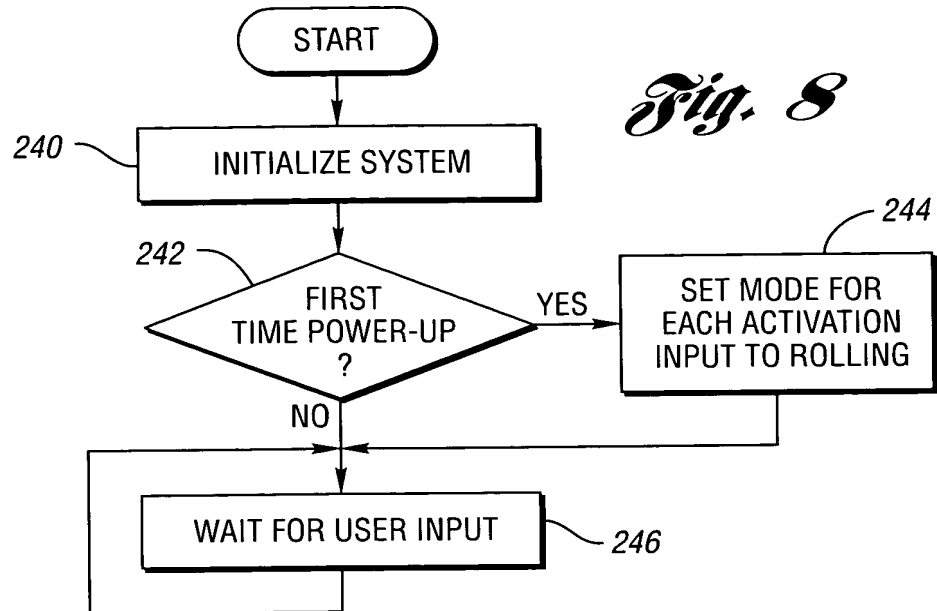 START
Fig. 8
240
INITIALIZE SYSTEM
242
244
FIRST
TIME POWER-UP
?
YES
SET MODE FOR
EACH ACTIVATION
INPUT TO ROLLING
NO
WAIT FOR USER INPUT
246